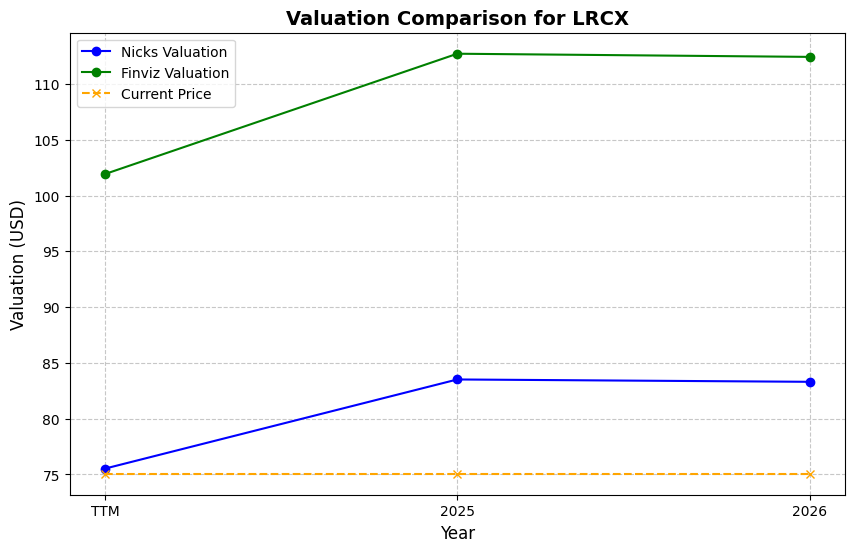 Valuation Comparison for LRCX
Nicks Valuation
Finviz Valuation
Current Price
Valuation (USD)
110
105
100
95
90
85
80
75
TTM
2025
2026
Year